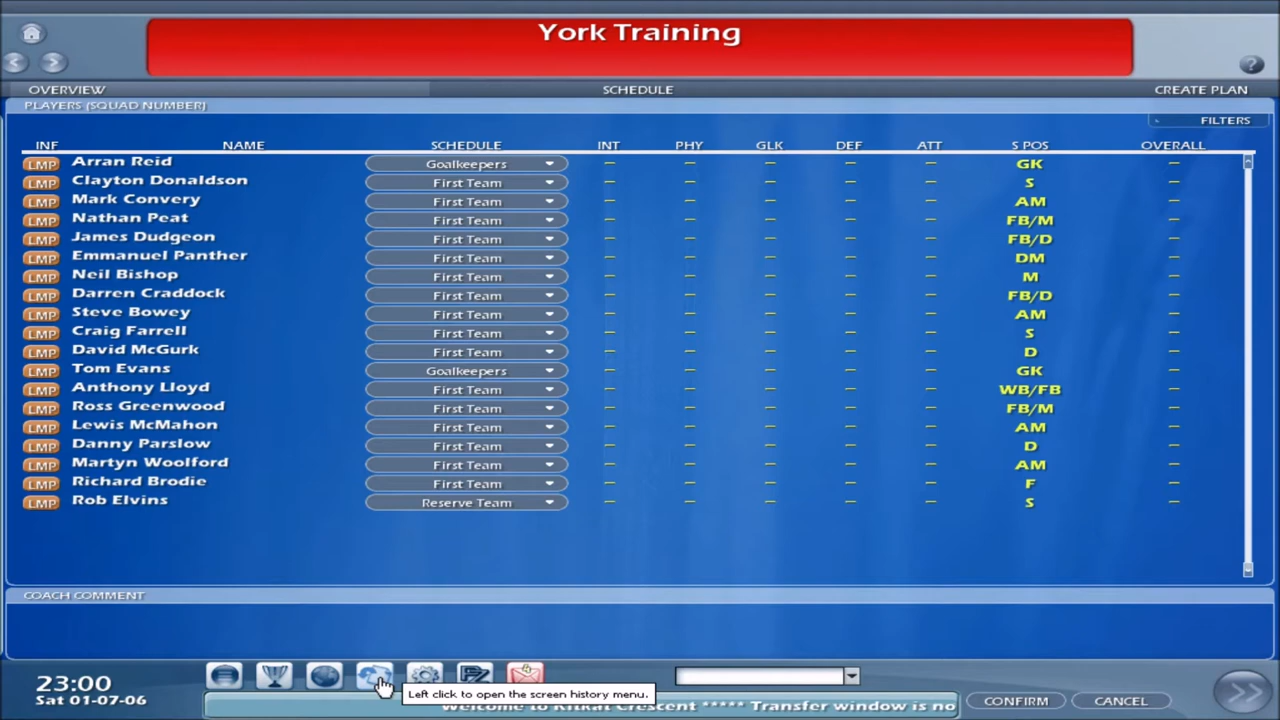 York Training
?
OVERVIEW SCHEDULE CREATE PLAN
PLAYERS (SQUAD NUMBER)
FILTERS
INF NAME SCHEDULE INT PHY GLK DEF ATT S POS OVERALL
LMP Arran Reid Goalkeepers – – – – – GK –
LMP Clayton Donaldson First Team – – – – – S –
LMP Mark Convery First Team – – – – – AM –
LMP Nathan Peat First Team – – – – – FB/M –
LMP James Dudgeon First Team – – – – – FB/D –
LMP Emmanuel Panther First Team – – – – – DM –
LMP Neil Bishop First Team – – – – – M –
LMP Darren Craddock First Team – – – – – FB/D –
LMP Steve Bowey First Team – – – – – AM –
LMP Craig Farrell First Team – – – – – S –
LMP David McGurk First Team – – – – – D –
LMP Tom Evans Goalkeepers – – – – – GK –
LMP Anthony Lloyd First Team – – – – – WB/FB –
LMP Ross Greenwood First Team – – – – – FB/M –
LMP Lewis McMahon First Team – – – – – AM –
LMP Danny Parslow First Team – – – – – D –
LMP Martyn Woolford First Team – – – – – AM –
LMP Richard Brodie First Team – – – – – F –
LMP Rob Elvins Reserve Team – – – – – S –
COACH COMMENT
23:00
Sat 01-07-06
Left click to open the screen history menu.
Welcome to Kitkat Crescent ***** Transfer window is no
CONFIRM CANCEL